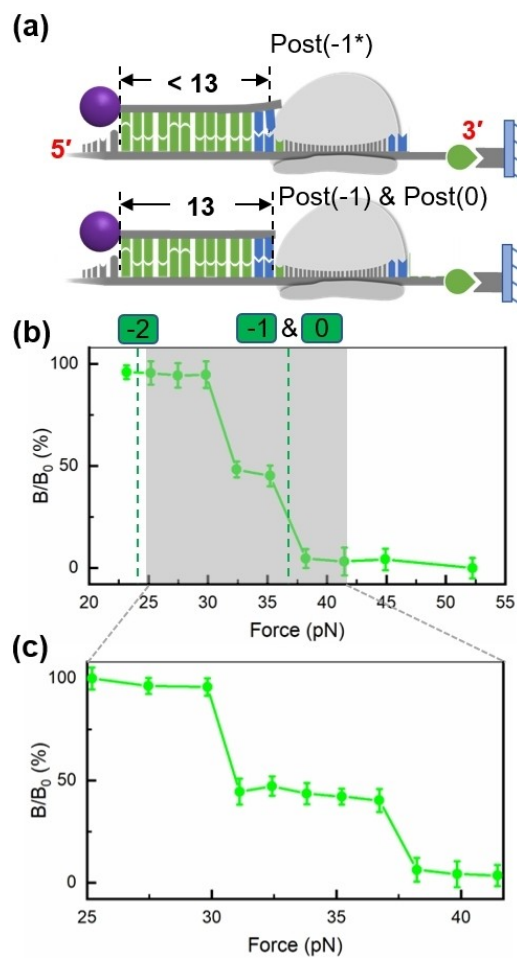 (a)
Post(-1*)
< 13
5′
3′
Post(-1) & Post(0)
13
(b)
-2
-1 & 0
100
50
0
B/B₀ (%)
20 25 30 35 40 45 50 55
Force (pN)
(c)
100
50
0
B/B₀ (%)
25 30 35 40
Force (pN)